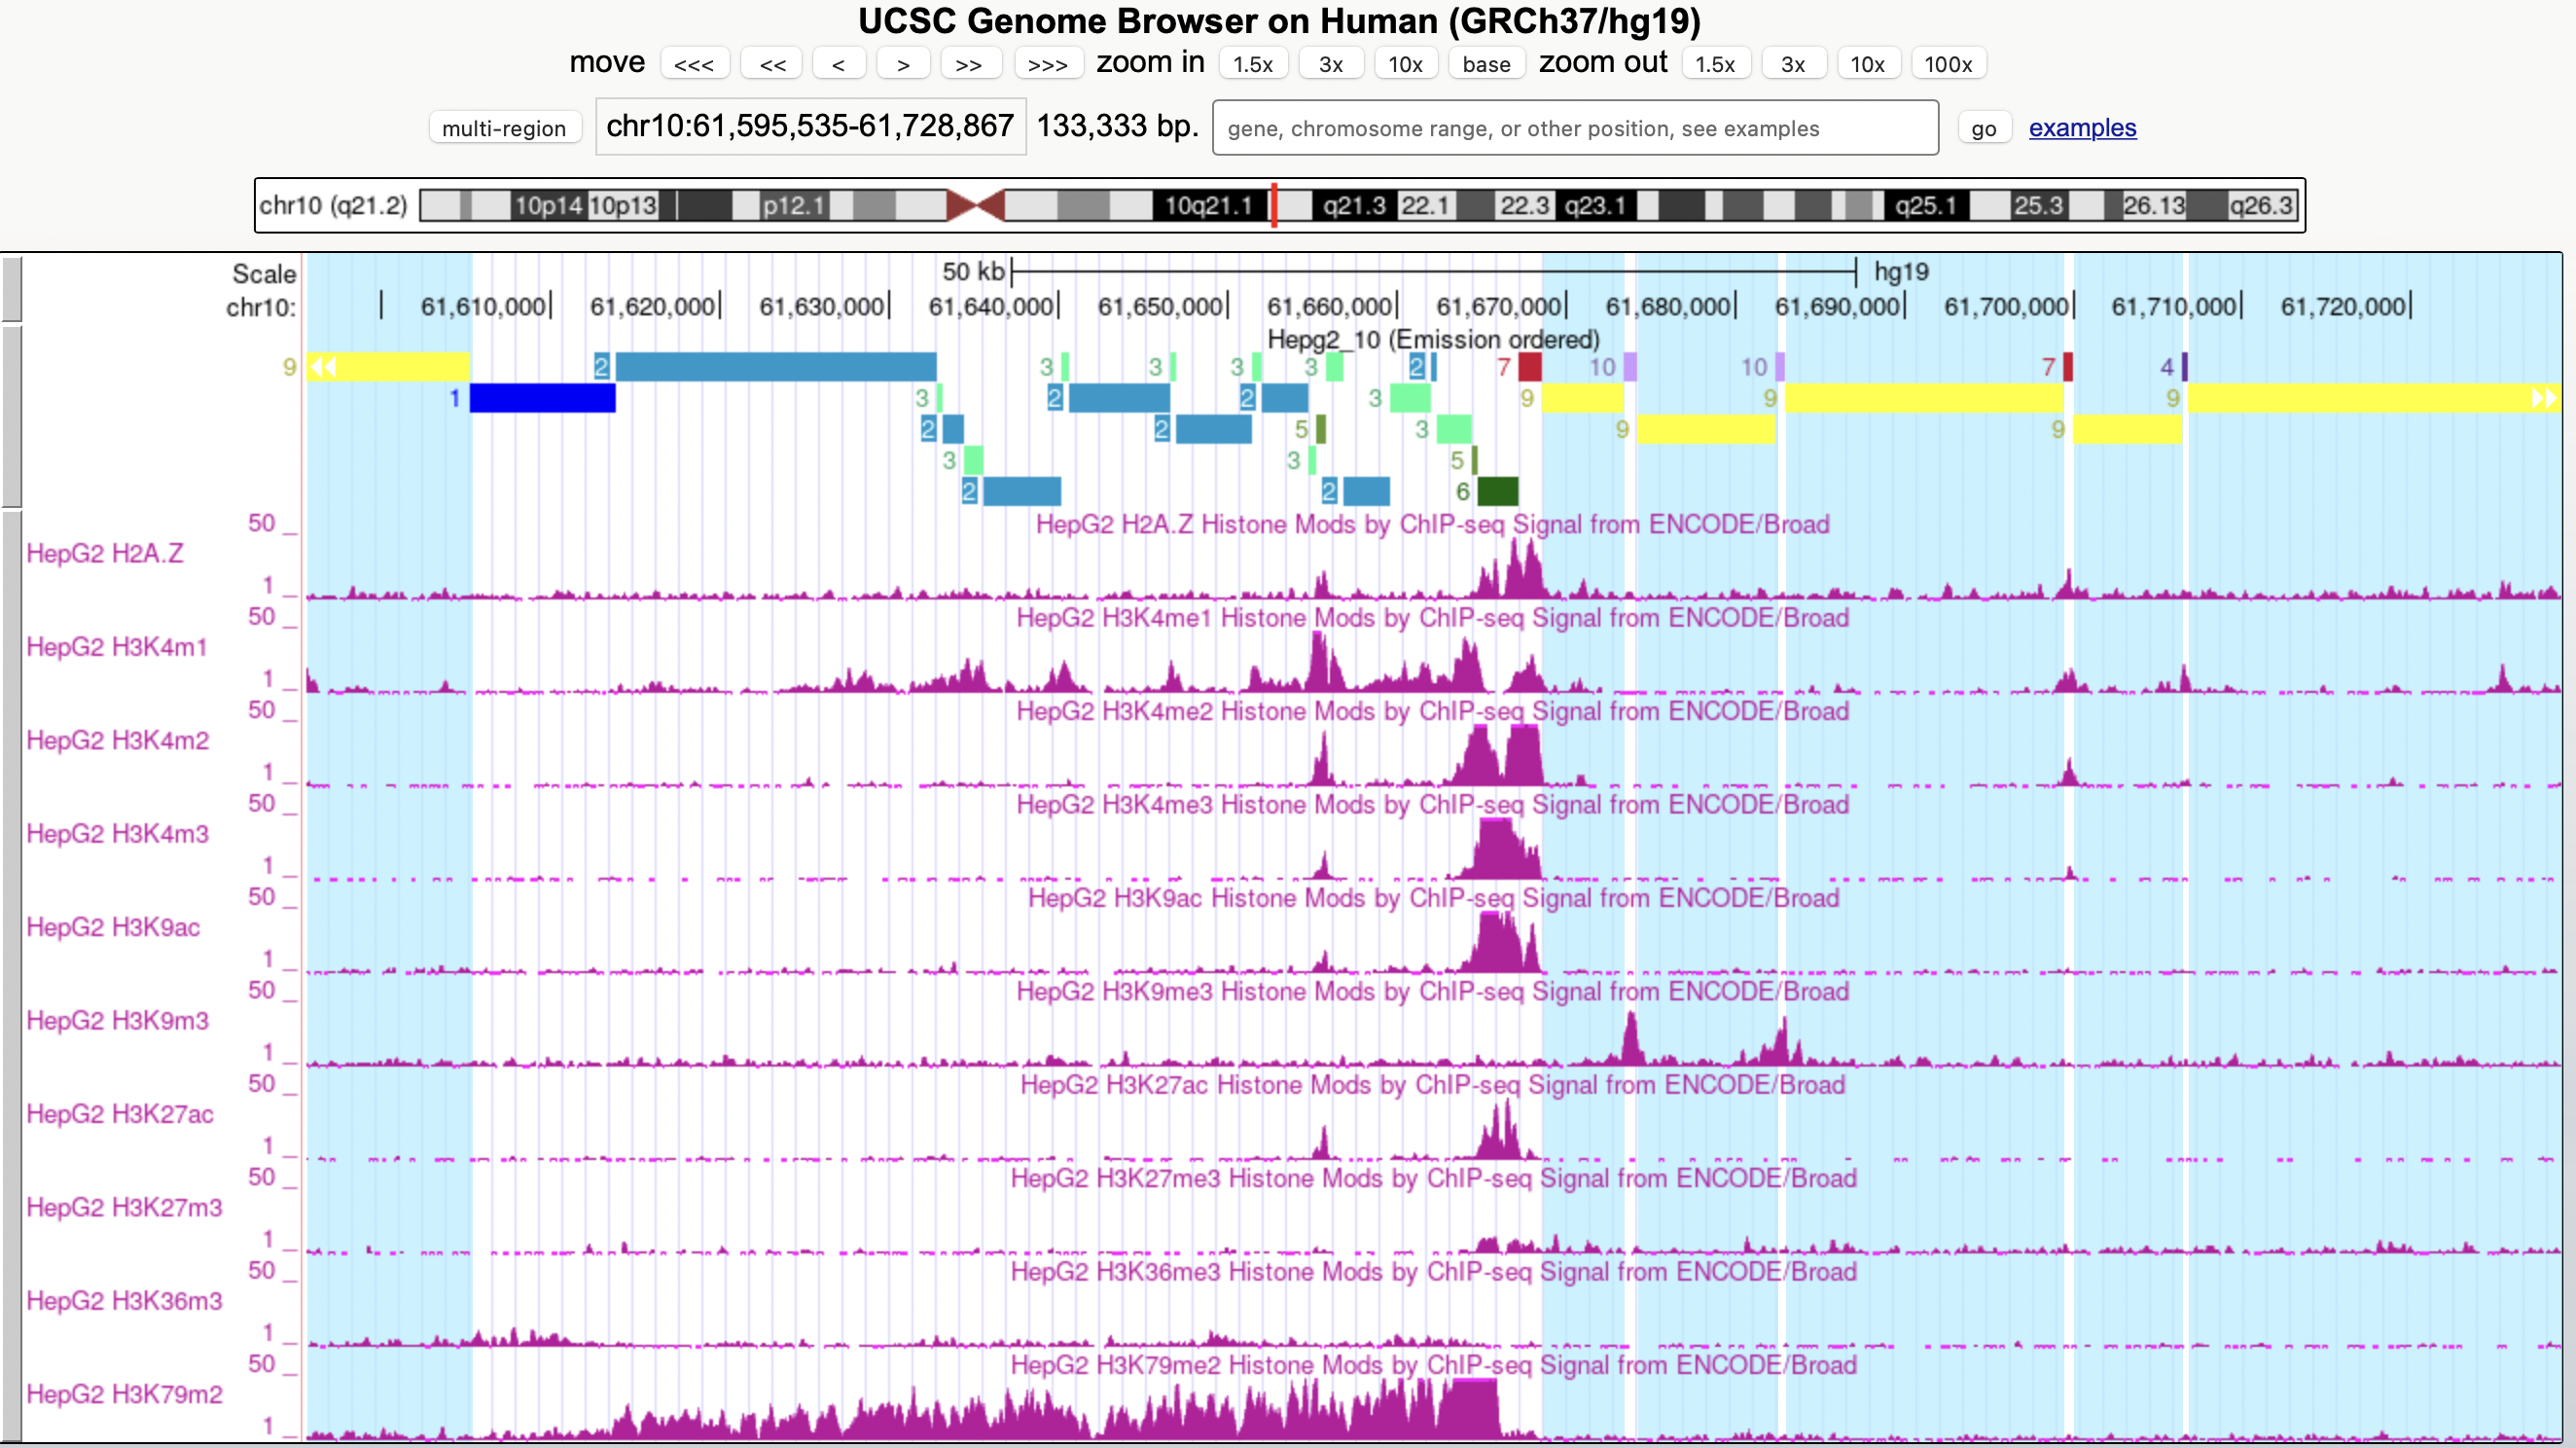 UCSC Genome Browser on Human (GRCh37/hg19)
move <<< << < > >> >>> zoom in 1.5x 3x 10x base zoom out 1.5x 3x 10x 100x
multi-region chr10:61,595,535-61,728,867 133,333 bp. gene, chromosome range, or other position, see examples go examples
chr10 (q21.2) 10p14 10p13 p12.1 10q21.1 q21.3 22.1 22.3 q23.1 q25.1 25.3 26.13 q26.3
Scale 50 kb hg19
chr10: 61,610,000 61,620,000 61,630,000 61,640,000 61,650,000 61,660,000 61,670,000 61,680,000 61,690,000 61,700,000 61,710,000 61,720,000
Hepg2_10 (Emission ordered)
9 2 3 3 3 3 2 7 10 10 7 4
1 3 2 2 3 9 9 9
2 2 5 3 9 9
3 3 5
2 2 6
50 HepG2 H2A.Z Histone Mods by ChIP-seq Signal from ENCODE/Broad
HepG2 H2A.Z
1
50 HepG2 H3K4me1 Histone Mods by ChIP-seq Signal from ENCODE/Broad
HepG2 H3K4m1
1
50 HepG2 H3K4me2 Histone Mods by ChIP-seq Signal from ENCODE/Broad
HepG2 H3K4m2
1
50 HepG2 H3K4me3 Histone Mods by ChIP-seq Signal from ENCODE/Broad
HepG2 H3K4m3
1
50 HepG2 H3K9ac Histone Mods by ChIP-seq Signal from ENCODE/Broad
HepG2 H3K9ac
1
50 HepG2 H3K9me3 Histone Mods by ChIP-seq Signal from ENCODE/Broad
HepG2 H3K9m3
1
50 HepG2 H3K27ac Histone Mods by ChIP-seq Signal from ENCODE/Broad
HepG2 H3K27ac
1
50 HepG2 H3K27me3 Histone Mods by ChIP-seq Signal from ENCODE/Broad
HepG2 H3K27m3
1
50 HepG2 H3K36me3 Histone Mods by ChIP-seq Signal from ENCODE/Broad
HepG2 H3K36m3
1
50 HepG2 H3K79me2 Histone Mods by ChIP-seq Signal from ENCODE/Broad
HepG2 H3K79m2
1